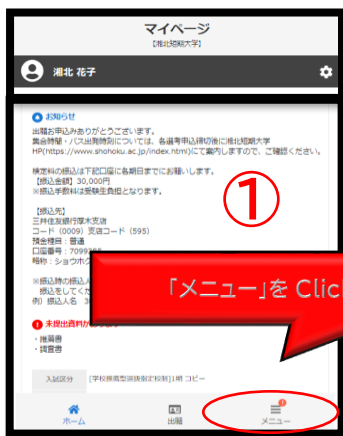 マイページ
【湘北短期大学】
湘北 花子
お知らせ
出願お申込みありがとうございます。
集合時間・バス出発時刻については、各選考申込締切後に湘北短期大学
HP(https://www.shohoku.ac.jp/index.html)にて案内しますので、ご確認ください。
検定料の振込は下記口座に各期日までにお願いします。
【振込金額】30,000円
※振込手数料は受験生負担となります。
【振込先】
三井住友銀行厚木支店
コード（0009）支店コード（595）
預金種目：普通
口座番号：7099
略称：ショウホク
①
※振込時の振込人
振込をしてくだ
例）振込人名
「メニュー」を Clic
未提出資料が
・推薦書
・調査書
入試区分
[学校推薦型選抜指定校制]1期 コピー
ホーム
出願
メニュー